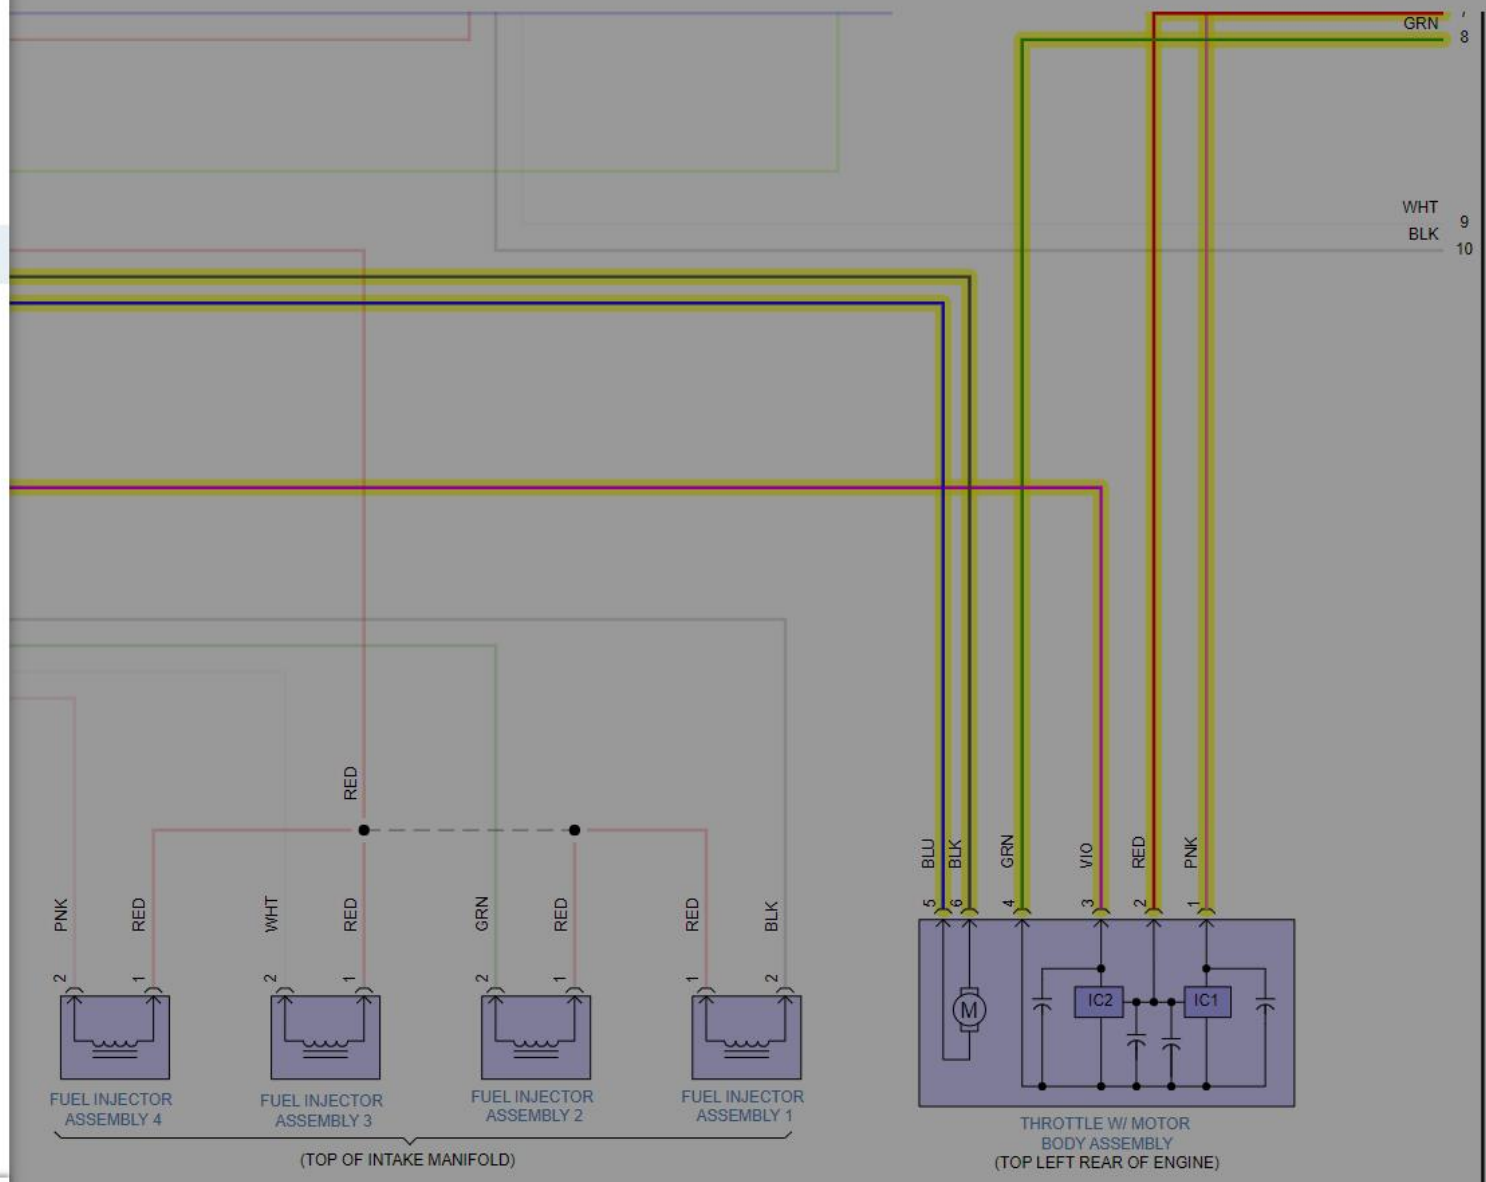 GRN
8
WHT
9
BLK
10
RED
BLU
BLK
GRN
VIO
RED
PNK
5
6
4
3
2
1
PNK
RED
WHT
RED
GRN
RED
RED
BLK
2
1
2
1
2
1
1
2
M
IC2
IC1
FUEL INJECTOR
ASSEMBLY 4
FUEL INJECTOR
ASSEMBLY 3
FUEL INJECTOR
ASSEMBLY 2
FUEL INJECTOR
ASSEMBLY 1
(TOP OF INTAKE MANIFOLD)
THROTTLE W/ MOTOR
BODY ASSEMBLY
(TOP LEFT REAR OF ENGINE)